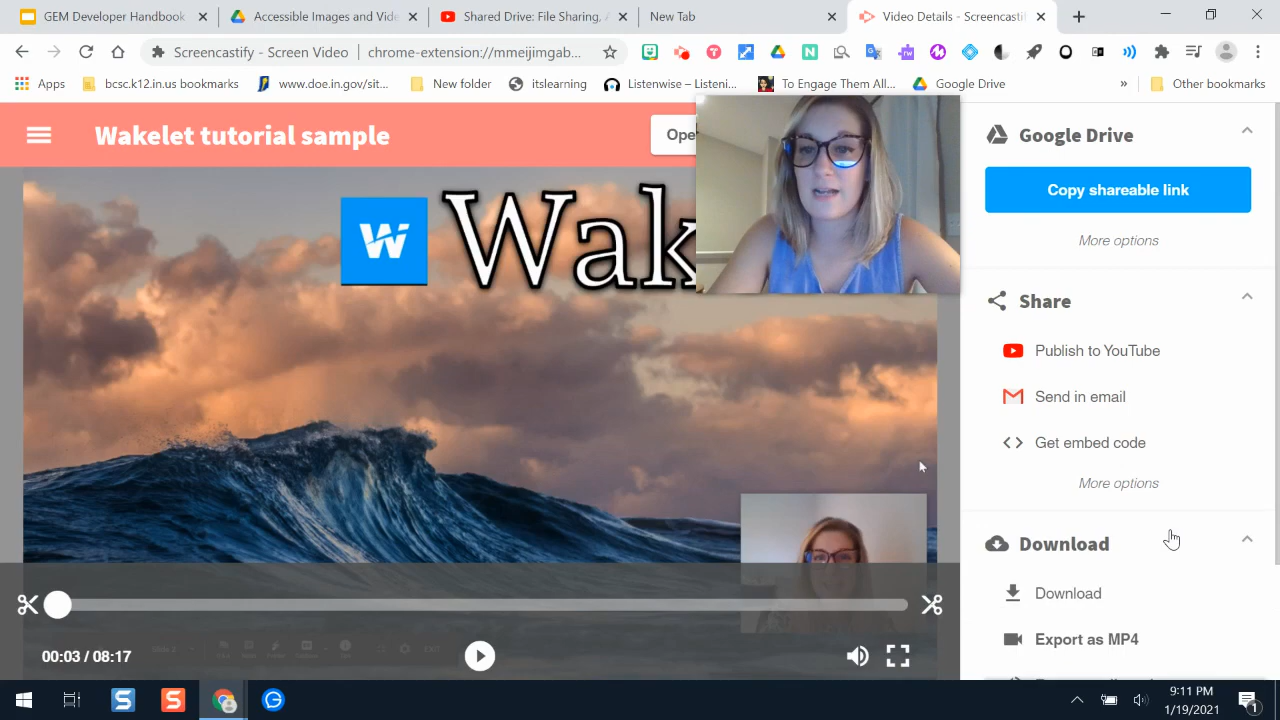 GEM Developer Handbook
Accessible Images and Vide
Shared Drive: File Sharing,
New Tab
Video Details - Screencastif
Screencastify - Screen Video
chrome-extension://mmeijimgab...
Apps
bcsc.k12.in.us bookmarks
www.doe.in.gov/sit...
New folder
itslearning
Listenwise – Listeni...
To Engage Them All...
Google Drive
»
Other bookmarks
Wakelet tutorial sample
Ope
Google Drive
Copy shareable link
More options
Wak
Share
Publish to YouTube
Send in email
Get embed code
More options
Download
Download
Export as MP4
00:03 / 08:17
EXIT
9:11 PM
1/19/2021